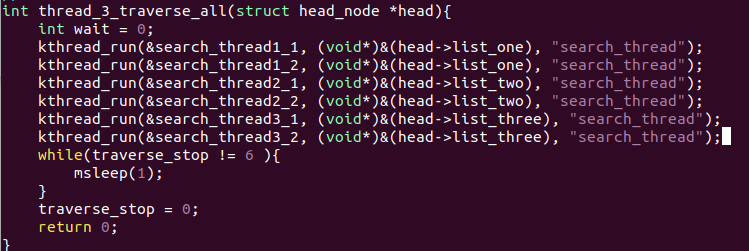 int thread_3_traverse_all(struct head_node *head){
    int wait = 0;
    kthread_run(&search_thread1_1, (void*)&(head->list_one), "search_thread");
    kthread_run(&search_thread1_2, (void*)&(head->list_one), "search_thread");
    kthread_run(&search_thread2_1, (void*)&(head->list_two), "search_thread");
    kthread_run(&search_thread2_2, (void*)&(head->list_two), "search_thread");
    kthread_run(&search_thread3_1, (void*)&(head->list_three), "search_thread");
    kthread_run(&search_thread3_2, (void*)&(head->list_three), "search_thread");
    while(traverse_stop != 6 ){
        msleep(1);
    }
    traverse_stop = 0;
    return 0;
}